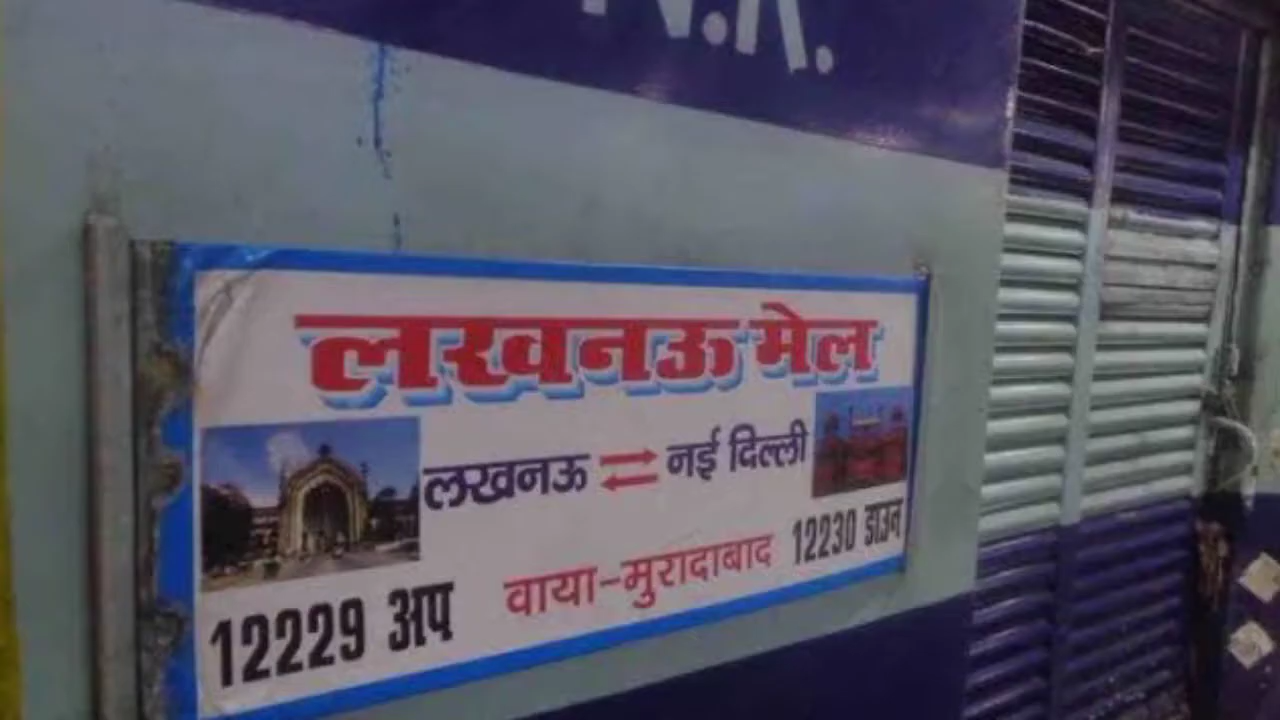 N.R.
लखनऊ मेल
लखनऊ ⇌ नई दिल्ली
वाया-मुरादाबाद
12229 अप
12230 डाउन